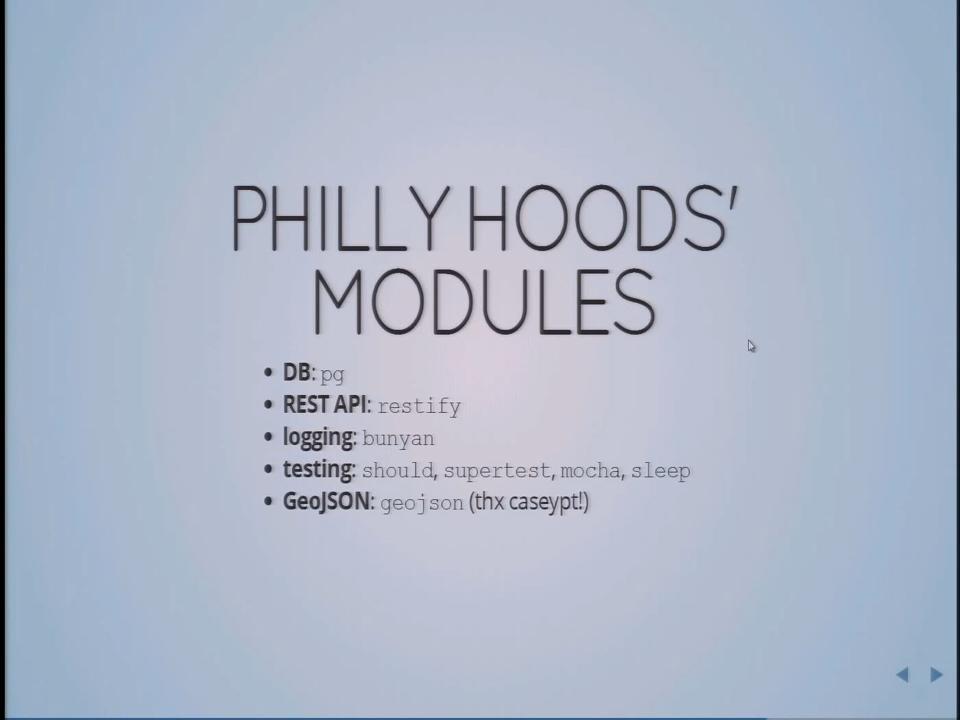 PHILLY HOODS'
MODULES
• DB: pg
• REST API: restify
• logging: bunyan
• testing: should, supertest, mocha, sleep
• GeoJSON: geojson (thx caseypt!)